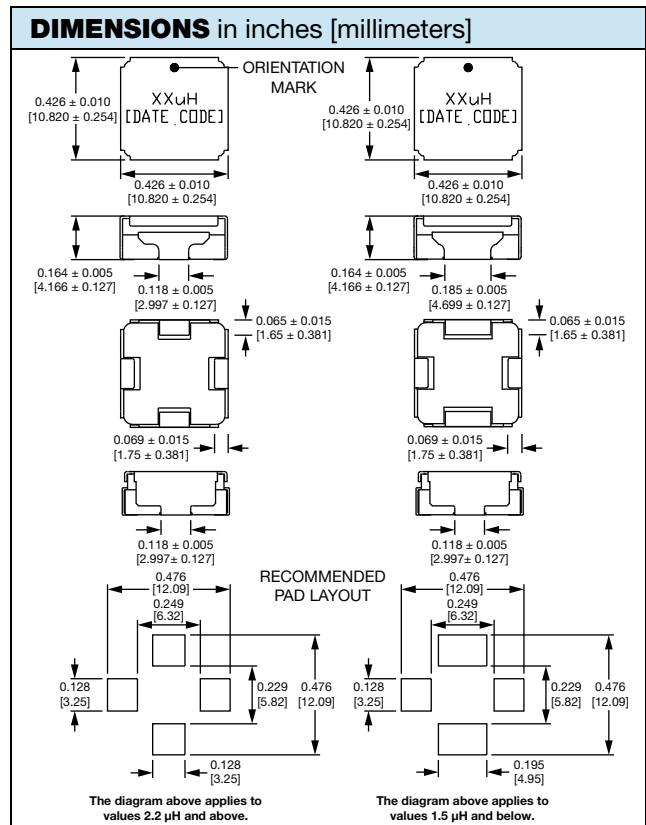 DIMENSIONS in inches [millimeters]
ORIENTATION
MARK
0.426 ± 0.010
[10.820 ± 0.254]
XXuH
[DATE CODE]
0.426 ± 0.010
[10.820 ± 0.254]
0.164 ± 0.005
[4.166 ± 0.127]
0.118 ± 0.005
[2.997 ± 0.127]
0.065 ± 0.015
[1.65 ± 0.381]
0.069 ± 0.015
[1.75 ± 0.381]
0.118 ± 0.005
[2.997± 0.127]
RECOMMENDED
PAD LAYOUT
0.476
[12.09]
0.249
[6.32]
0.128
[3.25]
0.229
[5.82]
0.476
[12.09]
0.128
[3.25]
The diagram above applies to
values 2.2 µH and above.
0.426 ± 0.010
[10.820 ± 0.254]
XXuH
[DATE CODE]
0.426 ± 0.010
[10.820 ± 0.254]
0.164 ± 0.005
[4.166 ± 0.127]
0.185 ± 0.005
[4.699 ± 0.127]
0.065 ± 0.015
[1.65 ± 0.381]
0.069 ± 0.015
[1.75 ± 0.381]
0.118 ± 0.005
[2.997± 0.127]
0.476
[12.09]
0.249
[6.32]
0.128
[3.25]
0.229
[5.82]
0.476
[12.09]
0.195
[4.95]
The diagram above applies to
values 1.5 µH and below.